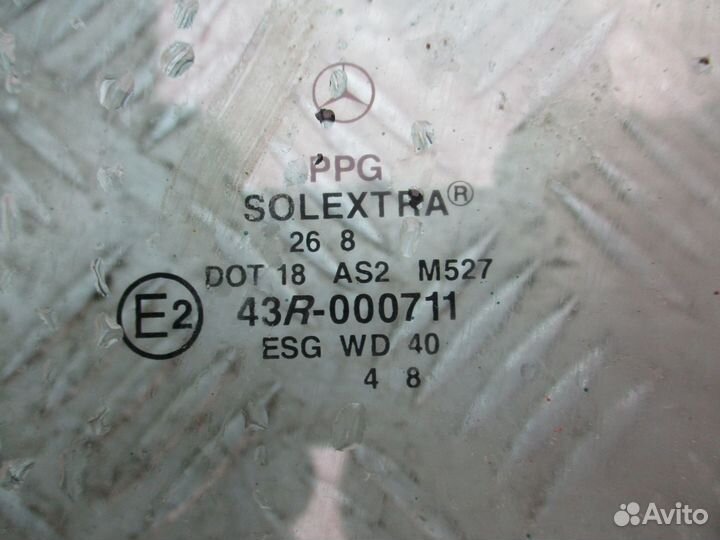 PPG
SOLEXTRA®
26 8
DOT 18 AS2 M527
E2 43R-000711
ESG WD 40
4 8
Avito